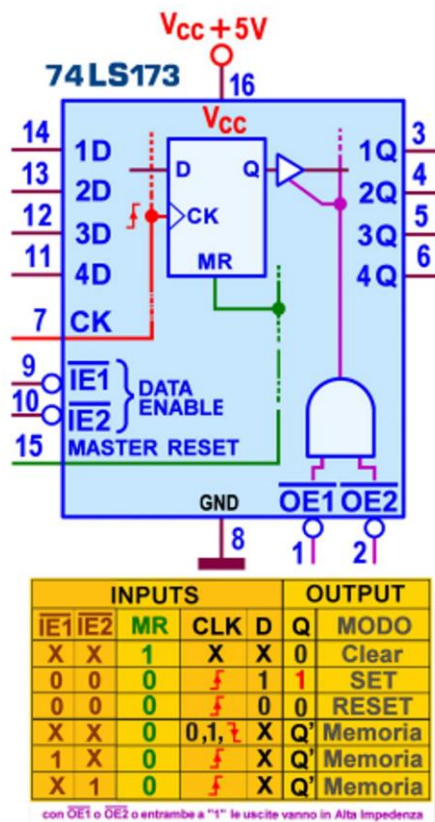 Vcc + 5V
74LS173
16
Vcc
14 1D D Q 1Q 3
13 2D 2Q 4
12 3D CK 3Q 5
11 4D MR 4Q 6
7 CK
9 IE1
10 IE2
DATA
ENABLE
15 MASTER RESET
GND
8
OE1 OE2
1 2
INPUTS OUTPUT
IE1 IE2 MR CLK D Q MODO
X X 1 X X 0 Clear
0 0 0 1 1 SET
0 0 0 0 0 RESET
X X 0 0,1, X Q' Memoria
1 X 0 X Q' Memoria
X 1 0 X Q' Memoria
con OE1 o OE2 o entrambe a "1" le uscite vanno in Alta Impedenza